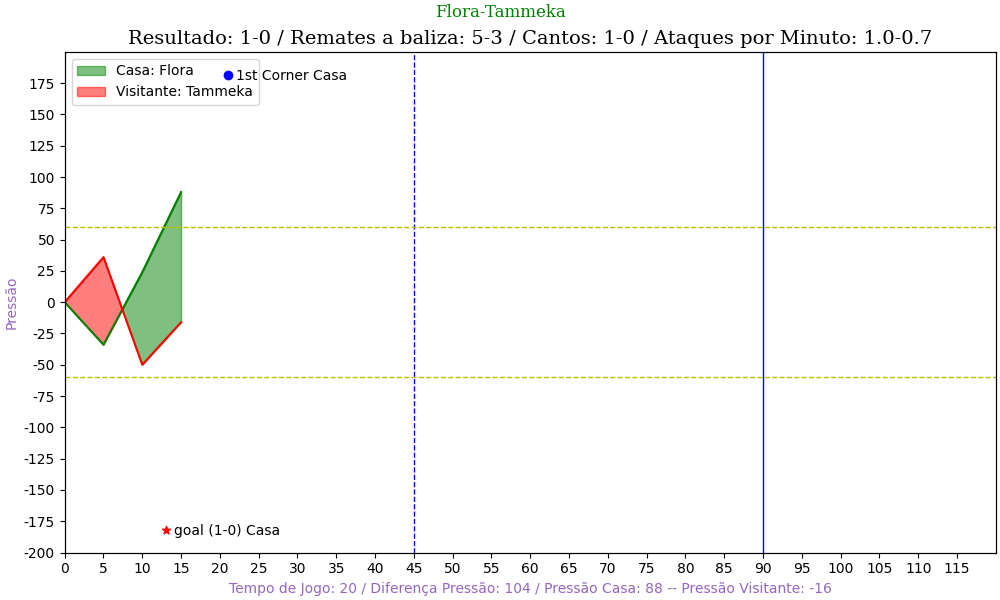 Flora-Tammeka
Resultado: 1-0 / Remates a baliza: 5-3 / Cantos: 1-0 / Ataques por Minuto: 1.0-0.7
Casa: Flora
Visitante: Tammeka
1st Corner Casa
175
150
125
100
75
50
25
0
-25
-50
-75
-100
-125
-150
-175
-200
Pressão
goal (1-0) Casa
0 5 10 15 20 25 30 35 40 45 50 55 60 65 70 75 80 85 90 95 100 105 110 115
Tempo de Jogo: 20 / Diferença Pressão: 104 / Pressão Casa: 88 -- Pressão Visitante: -16